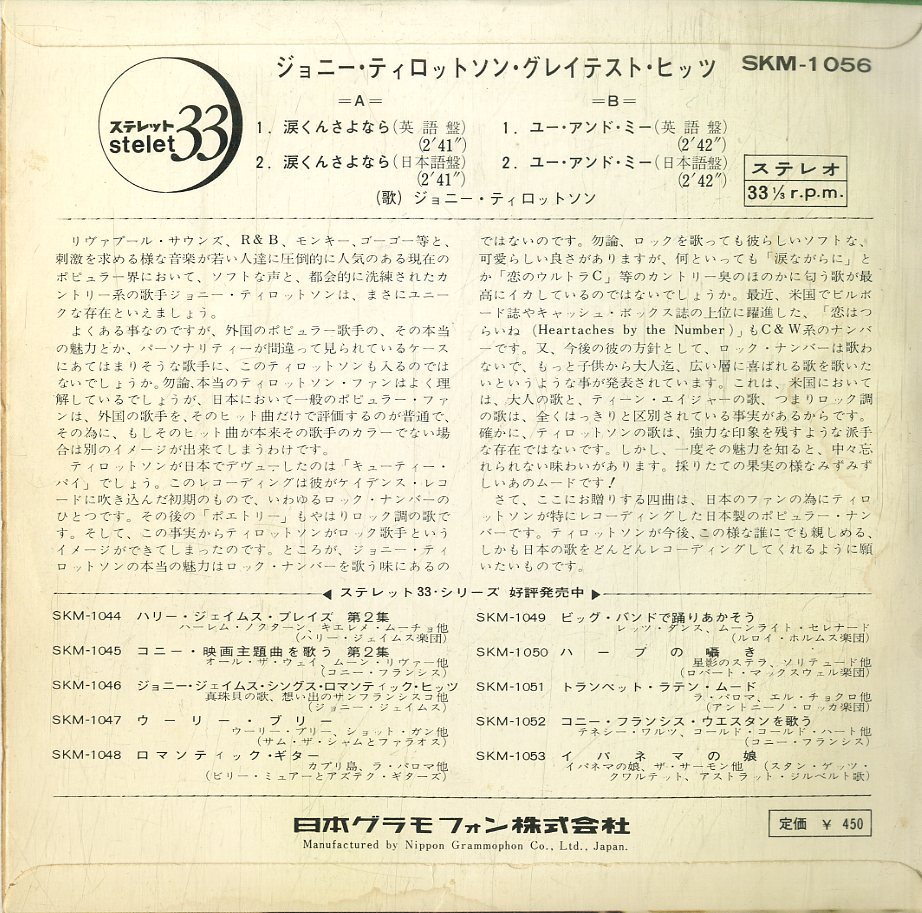 ジョニー・ティロットソン・グレイテスト・ヒッツ
SKM-1056
ステレット
stelet 33
=A=
1. 涙くんさよなら(英語盤)
(2′41″)
2. 涙くんさよなら(日本語盤)
(2′41″)
=B=
1. ユー・アンド・ミー(英語盤)
(2′42″)
2. ユー・アンド・ミー(日本語盤)
(2′42″)
(歌) ジョニー・ティロットソン
ステレオ
33 ⅓ r.p.m.
リヴァプール・サウンズ、R&B、モンキー、ゴーゴー等と、
刺激を求める様な音楽が若い人達に圧倒的に人気のある現在の
ポピュラー界において、ソフトな声と、都会的に洗練されたカ
ントリー系の歌手ジョニー・ティロットソンは、まさにユニー
クな存在といえましょう。
よくある事なのですが、外国のポピュラー歌手の、その本当
の魅力とか、パーソナリティーが間違って見られているケース
にあてはまりそうな歌手に、このティロットソンも入るのでは
ないでしょうか。勿論、本当のティロットソン・ファンはよく理
解しているでしょうが、日本において一般のポピュラー・ファ
ンは、外国の歌手を、そのヒット曲だけで評価するのが普通で、
その為に、もしそのヒット曲が本来その歌手のカラーでない場
合は別のイメージが出来てしまうわけです。
ティロットソンが日本でデヴューしたのは「キューティー・
パイ」でしょう。このレコーディングは彼がケイデンス・レコ
ードに吹き込んだ初期のもので、いわゆるロック・ナンバーの
ひとつです。その後の「ポエトリー」もやはりロック調の歌で
す。そして、この事実からティロットソンがロック歌手という
イメージができてしまったのです。ところが、ジョニー・ティ
ロットソンの本当の魅力はロック・ナンバーを歌う味にあるの
ではないのです。勿論、ロックを歌っても彼らしいソフトな、
可愛らしい良さがありますが、何といっても「涙ながらに」と
か「恋のウルトラC」等のカントリー臭のほのかに匂う歌が最
高にイカしているのではないでしょうか。最近、米国でビルボ
ード誌やキャッシュ・ボックス誌の上位に躍進した、「恋はつ
らいね (Heartaches by the Number)」もC&W系のナンバ
ーです。又、今後の彼の方針として、ロック・ナンバーは歌わ
ないで、もっと子供から大人迄、広い層に喜ばれる歌を歌いた
いというような事が発表されています。これは、米国において
は、大人の歌と、ティーン・エイジャーの歌、つまりロック調
の歌は、全くはっきりと区別されている事実があるからです。
確かに、ティロットソンの歌は、強力な印象を残すような派手
な存在ではないです。しかし、一度その魅力を知ると、中々忘
れられない味わいがあります。採りたての果実の様なみずみず
しいあのムードです!
さて、ここにお贈りする四曲は、日本のファンの為にティロ
ットソンが特にレコーディングした日本製のポピュラー・ナン
バーです。ティロットソンが今後、この様な誰にでも親しめる、
しかも日本の歌をどんどんレコーディングしてくれるように願
いたいものです。
◀ ステレット33・シリーズ 好評発売中 ▶
SKM-1044 ハリー・ジェイムス・プレイズ 第2集
ハーレム・ノクターン、キエレメ・ムーチョ他
(ハリー・ジェイムス楽団)
SKM-1045 コニー・映画主題曲を歌う 第2集
オール・ザ・ウェイ、ムーン・リヴァー他
(コニー・フランシス)
SKM-1046 ジョニー・ジェイムス・シングス・ロマンティック・ヒッツ
真珠貝の歌、想い出のサンフランシスコ他
(ジョニー・ジェイムス)
SKM-1047 ウーリー・ブリー
ウーリー・ブリー、ショット・ガン他
(サム・ザ・シャムとファラオス)
SKM-1048 ロマンティック・ギター
カプリ島、ラ・パロマ他
(ビリー・ミュアーとアズテク・ギターズ)
SKM-1049 ビッグ・バンドで踊りあかそう
レッツ・ダンス、ムーンライト・セレナード
(ルロイ・ホルムス楽団)
SKM-1050 ハープの囁き
星影のステラ、ソリテュード他
(ロバート・マックスウェル楽団)
SKM-1051 トランペット・ラテン・ムード
ラ・パロマ、エル・チョクロ他
(アントニーノ・ロッカ楽団)
SKM-1052 コニー・フランシス・ウエスタンを歌う
テネシー・ワルツ、コールド・コールド・ハート他
(コニー・フランシス)
SKM-1053 イパネマの娘
イパネマの娘、ザ・サーモン他 (スタン・ゲッツ・
クワルテット、アストラット・ジルベルト歌)
日本グラモフォン株式会社
Manufactured by Nippon Grammophon Co., Ltd., Japan.
定価 ¥ 450